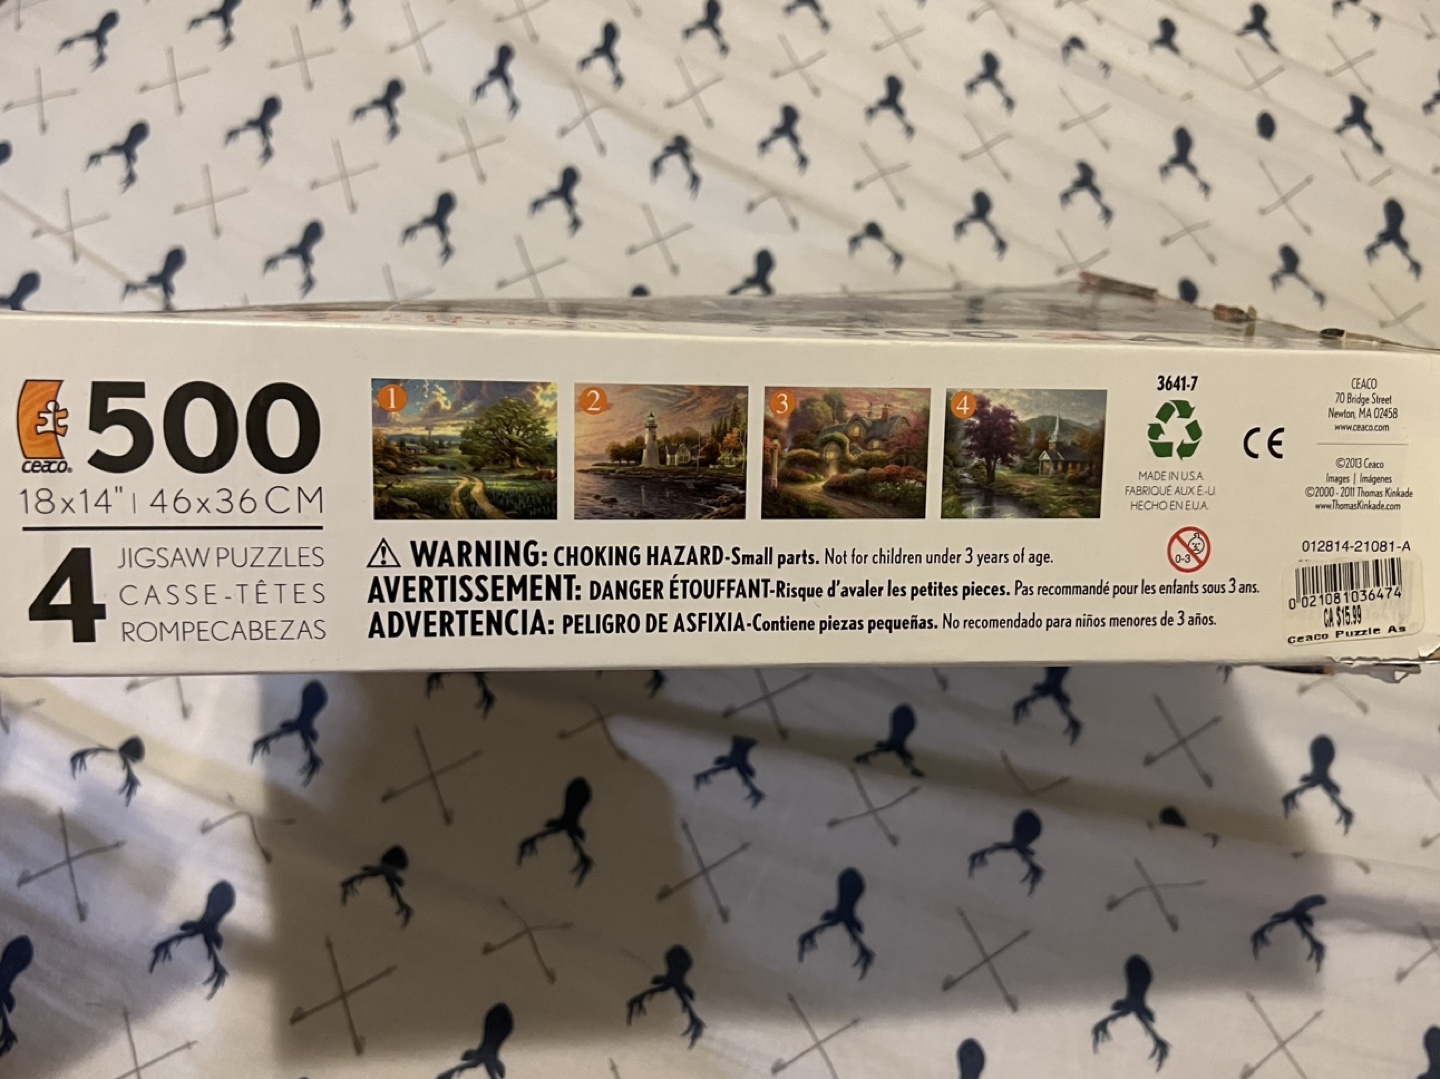 ceaco.
500
18x14" | 46x36CM
4
JIGSAW PUZZLES
CASSE-TÊTES
ROMPECABEZAS
1
2
3
4
WARNING: CHOKING HAZARD-Small parts. Not for children under 3 years of age.
AVERTISSEMENT: DANGER ÉTOUFFANT-Risque d'avaler les petites pieces. Pas recommandé pour les enfants sous 3 ans.
ADVERTENCIA: PELIGRO DE ASFIXIA-Contiene piezas pequeñas. No recomendado para niños menores de 3 años.
3641-7
MADE IN U.S.A.
FABRIQUÉ AUX É.-U.
HECHO EN E.U.A.
0-3
CE
CEACO
70 Bridge Street
Newton, MA 02458
www.ceaco.com
©2013 Ceaco
Images | Imágenes
©2000 - 2011 Thomas Kinkade
www.ThomasKinkade.com
012814-21081-A
0 021081036474
CA $15.99
Ceaco Puzzle As